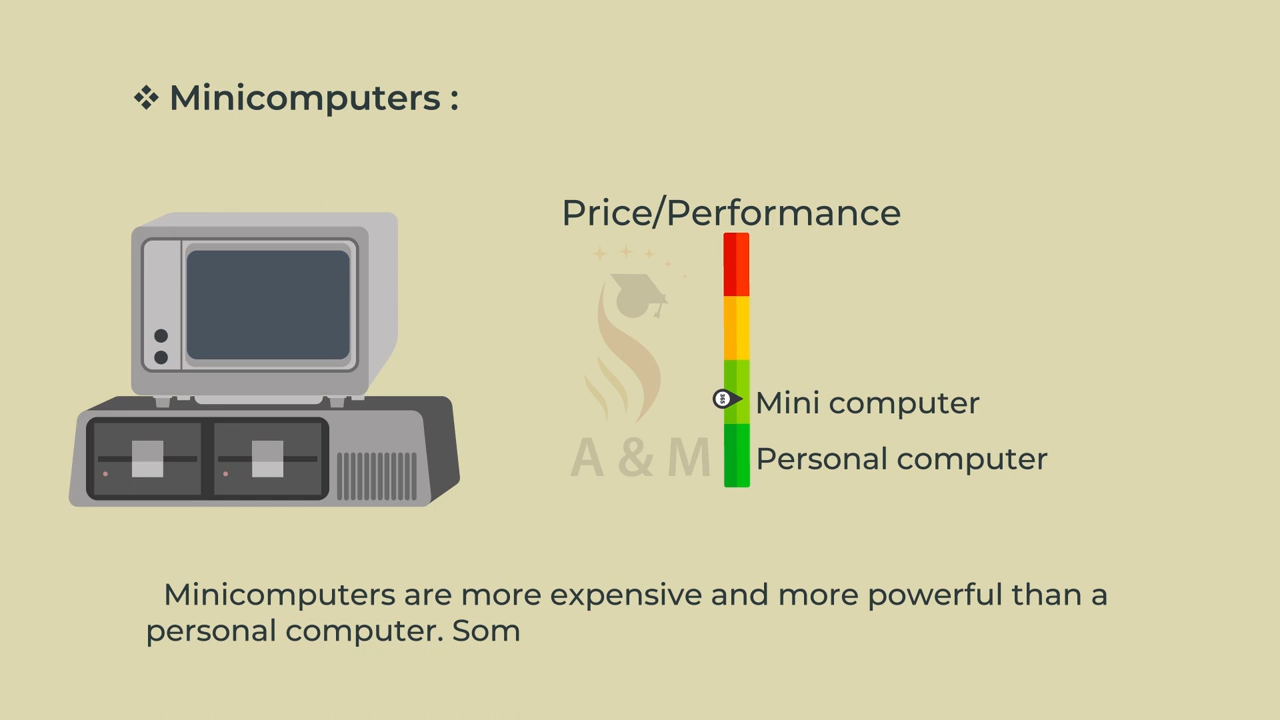 ❖ Minicomputers :
Price/Performance
A & M
Mini computer
Personal computer
Minicomputers are more expensive and more powerful than a
personal computer. Som